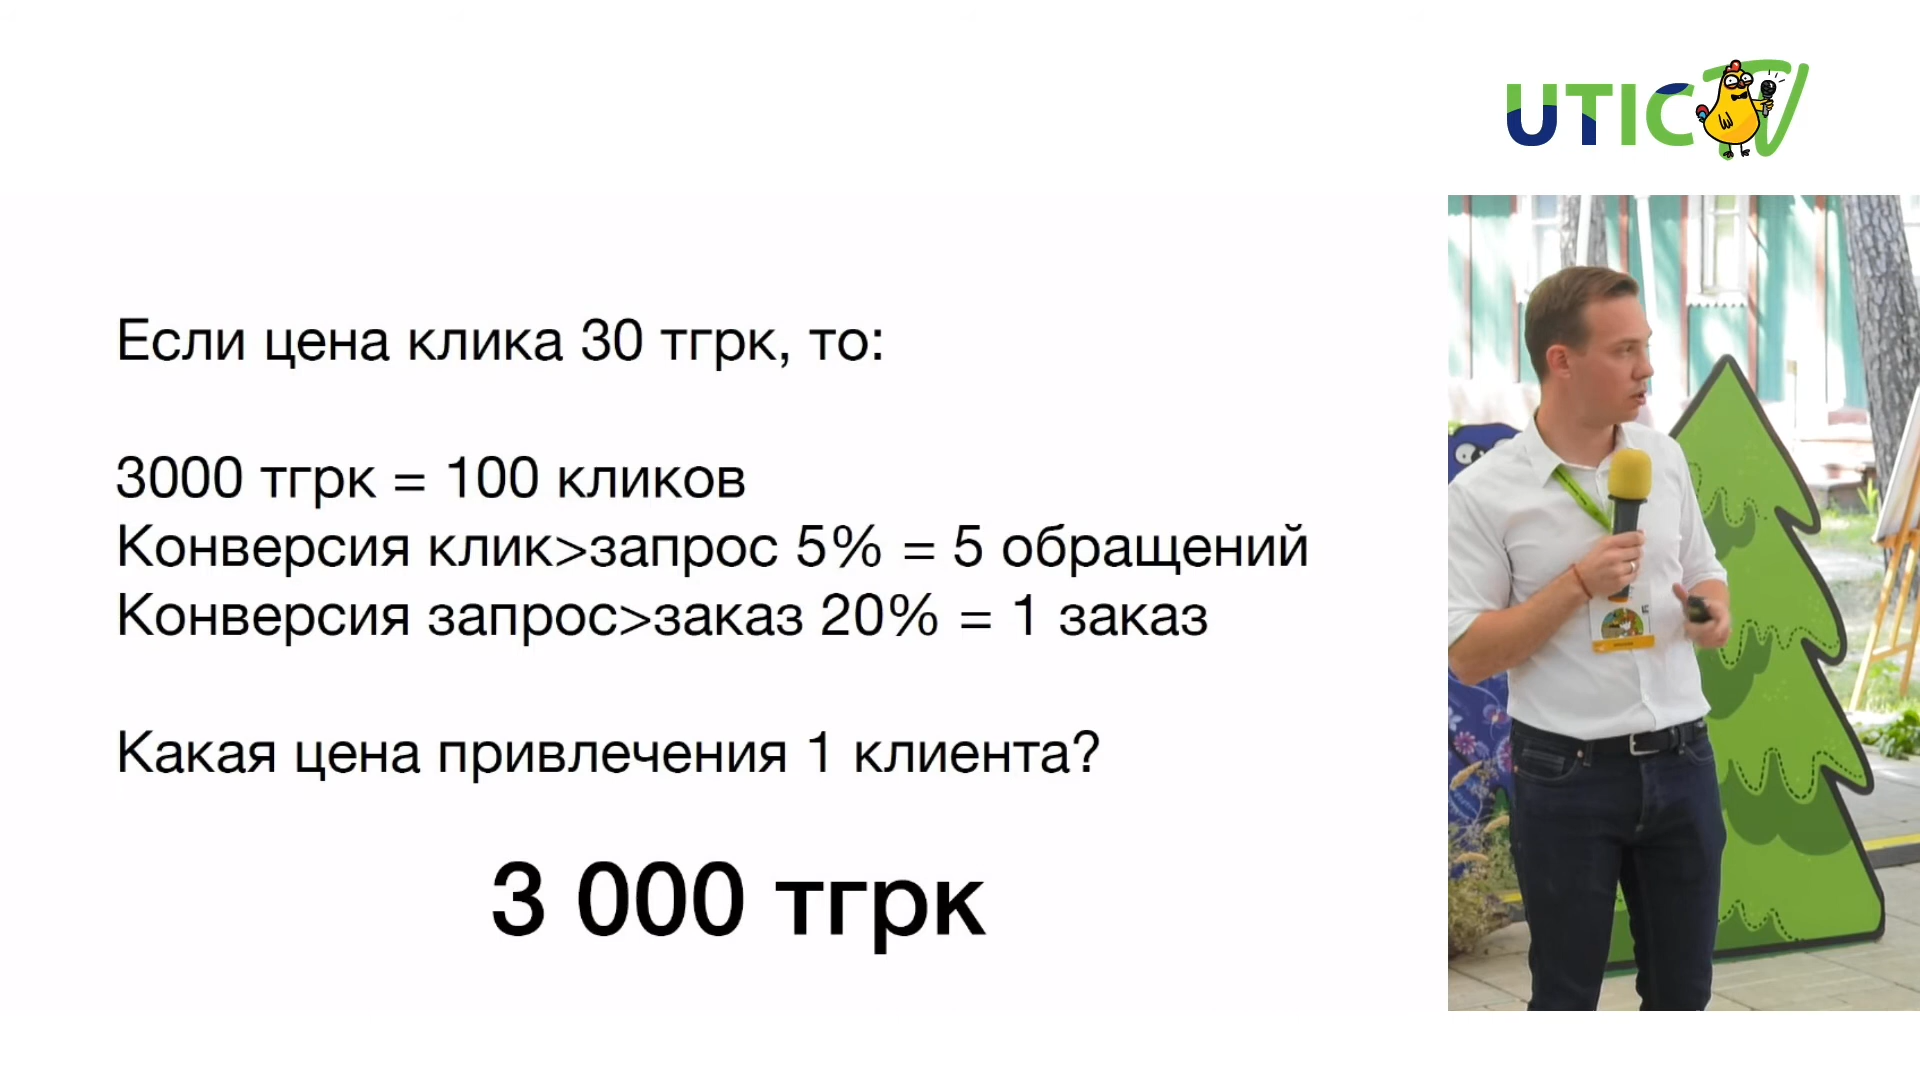 UTIC TV
Если цена клика 30 тгрк, то:
3000 тгрк = 100 кликов
Конверсия клик>запрос 5% = 5 обращений
Конверсия запрос>заказ 20% = 1 заказ
Какая цена привлечения 1 клиента?
3 000 тгрк